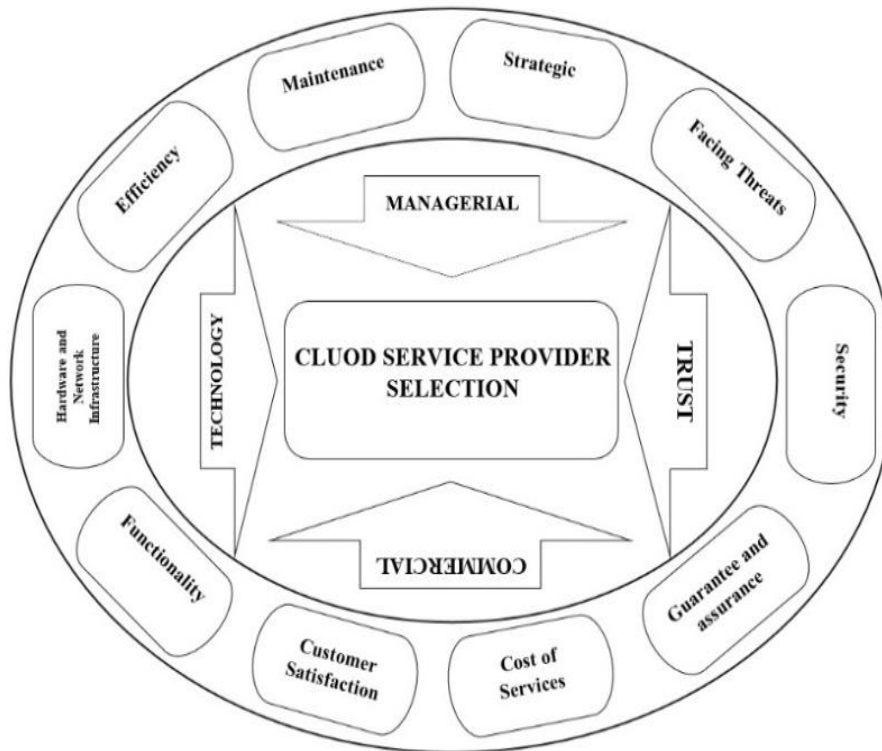 Maintenance
Strategic
Efficiency
Facing Threats
MANAGERIAL
Hardware and
Network
Infrastructure
TECHNOLOGY
CLUOD SERVICE PROVIDER
SELECTION
TRUST
Security
Functionality
COMMERCIAL
Guarantee and
assurance
Customer
Satisfaction
Cost of
Services